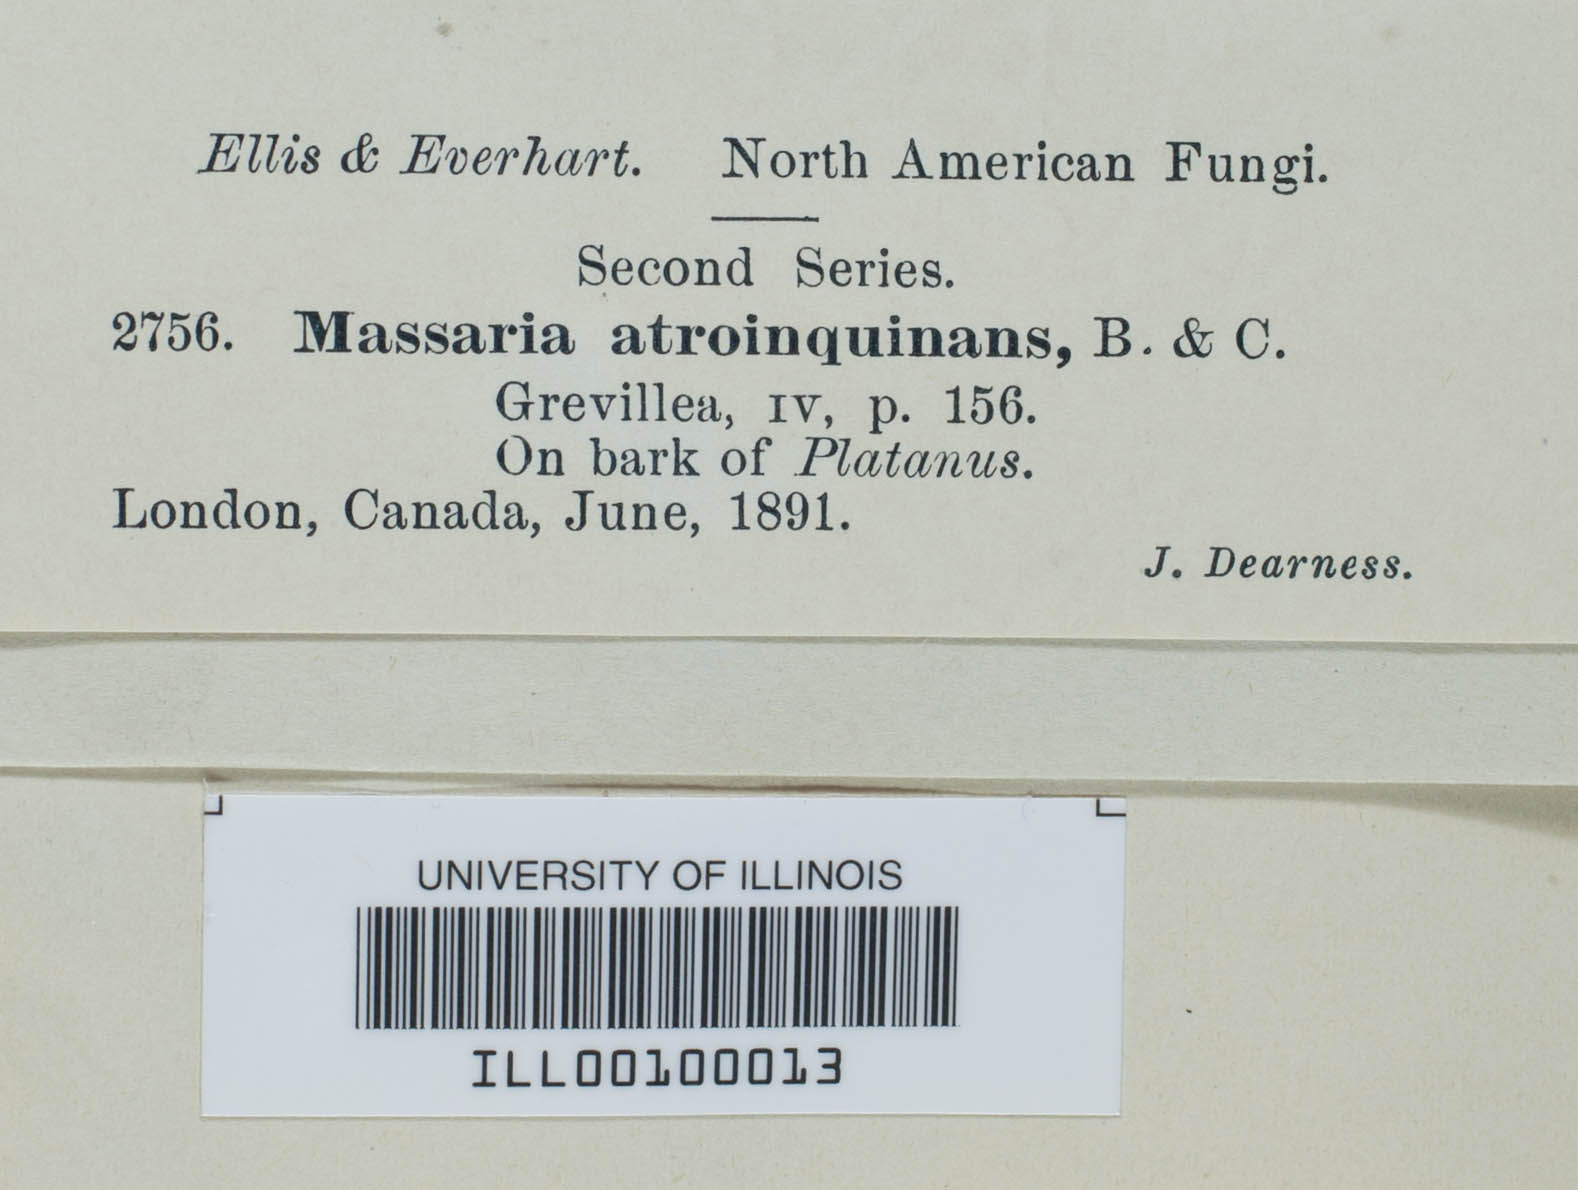 Ellis & Everhart. North American Fungi.
Second Series.
2756. Massaria atroinquinans, B. & C.
Grevillea, IV, p. 156.
On bark of Platanus.
London, Canada, June, 1891.
J. Dearness.
UNIVERSITY OF ILLINOIS
ILL00100013